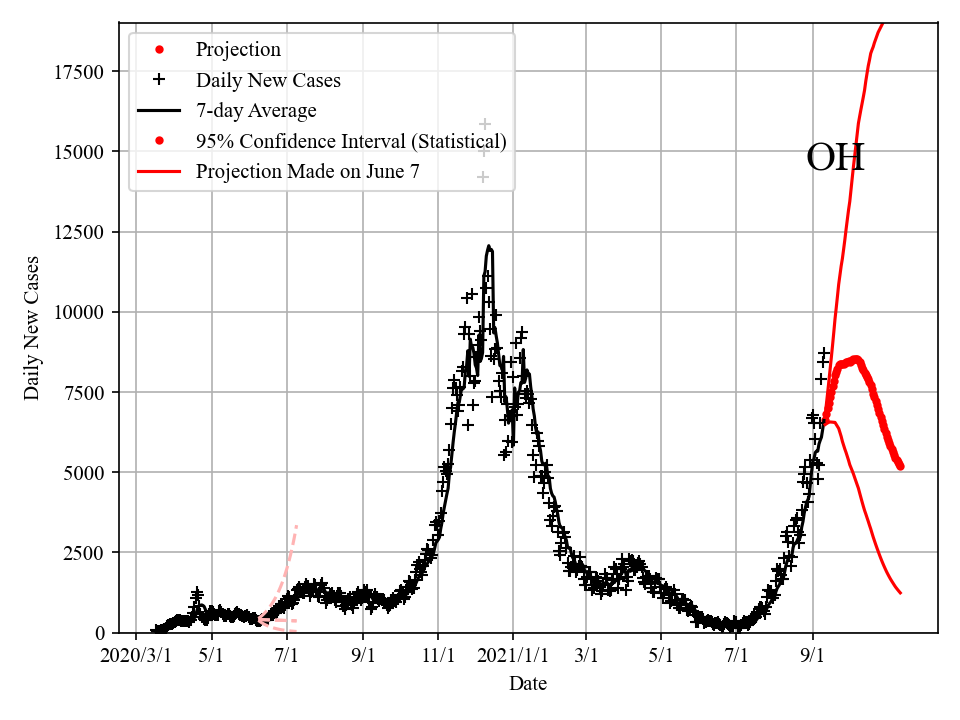 Projection
Daily New Cases
7-day Average
95% Confidence Interval (Statistical)
Projection Made on June 7
OH
Daily New Cases
17500
15000
12500
10000
7500
5000
2500
0
2020/3/1 5/1 7/1 9/1 11/1 2021/1/1 3/1 5/1 7/1 9/1
Date